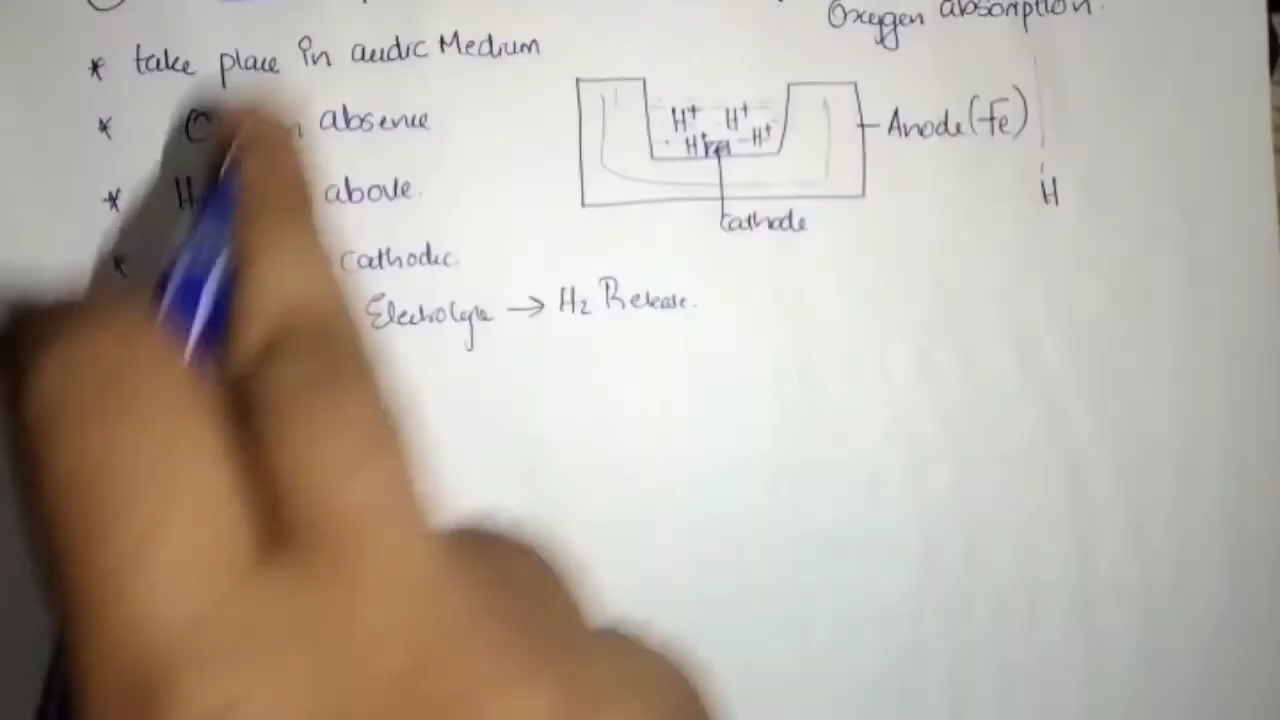 Oxygen absorption.
* take place in acidic Medium
* absence
* H above.
* cathodic.
Electrolyte → H2 Release.
H+ H+
H+ H+
Anode (Fe)
Cathode
H